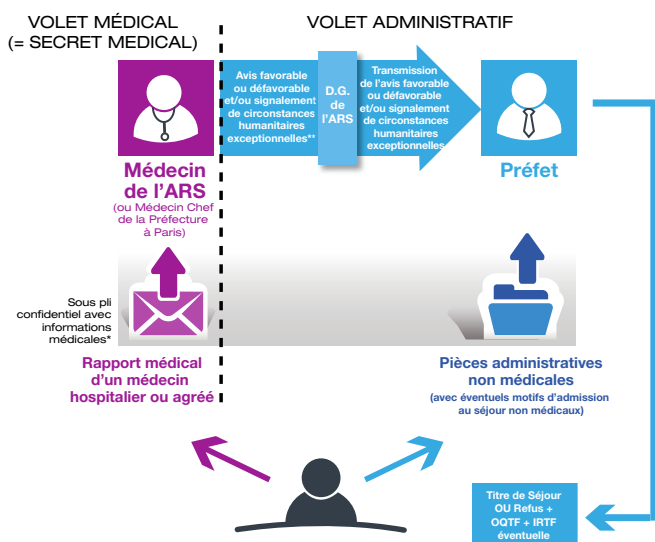 VOLET MÉDICAL
(= SECRET MEDICAL)
VOLET ADMINISTRATIF
Avis favorable
ou défavorable
et/ou signalement
de circonstances
humanitaires
exceptionnelles**
D.G.
de
l'ARS
Transmission
de l'avis favorable
ou défavorable
et/ou signalement
de circonstances
humanitaires
exceptionnelles
Médecin
de l'ARS
(ou Médecin Chef
de la Préfecture
à Paris)
Préfet
Sous pli
confidentiel avec
informations
médicales*
Rapport médical
d'un médecin
hospitalier ou agréé
Pièces administratives
non médicales
(avec éventuels motifs d'admission
au séjour non médicaux)
Titre de Séjour
OU Refus +
OQTF + IRTF
éventuelle